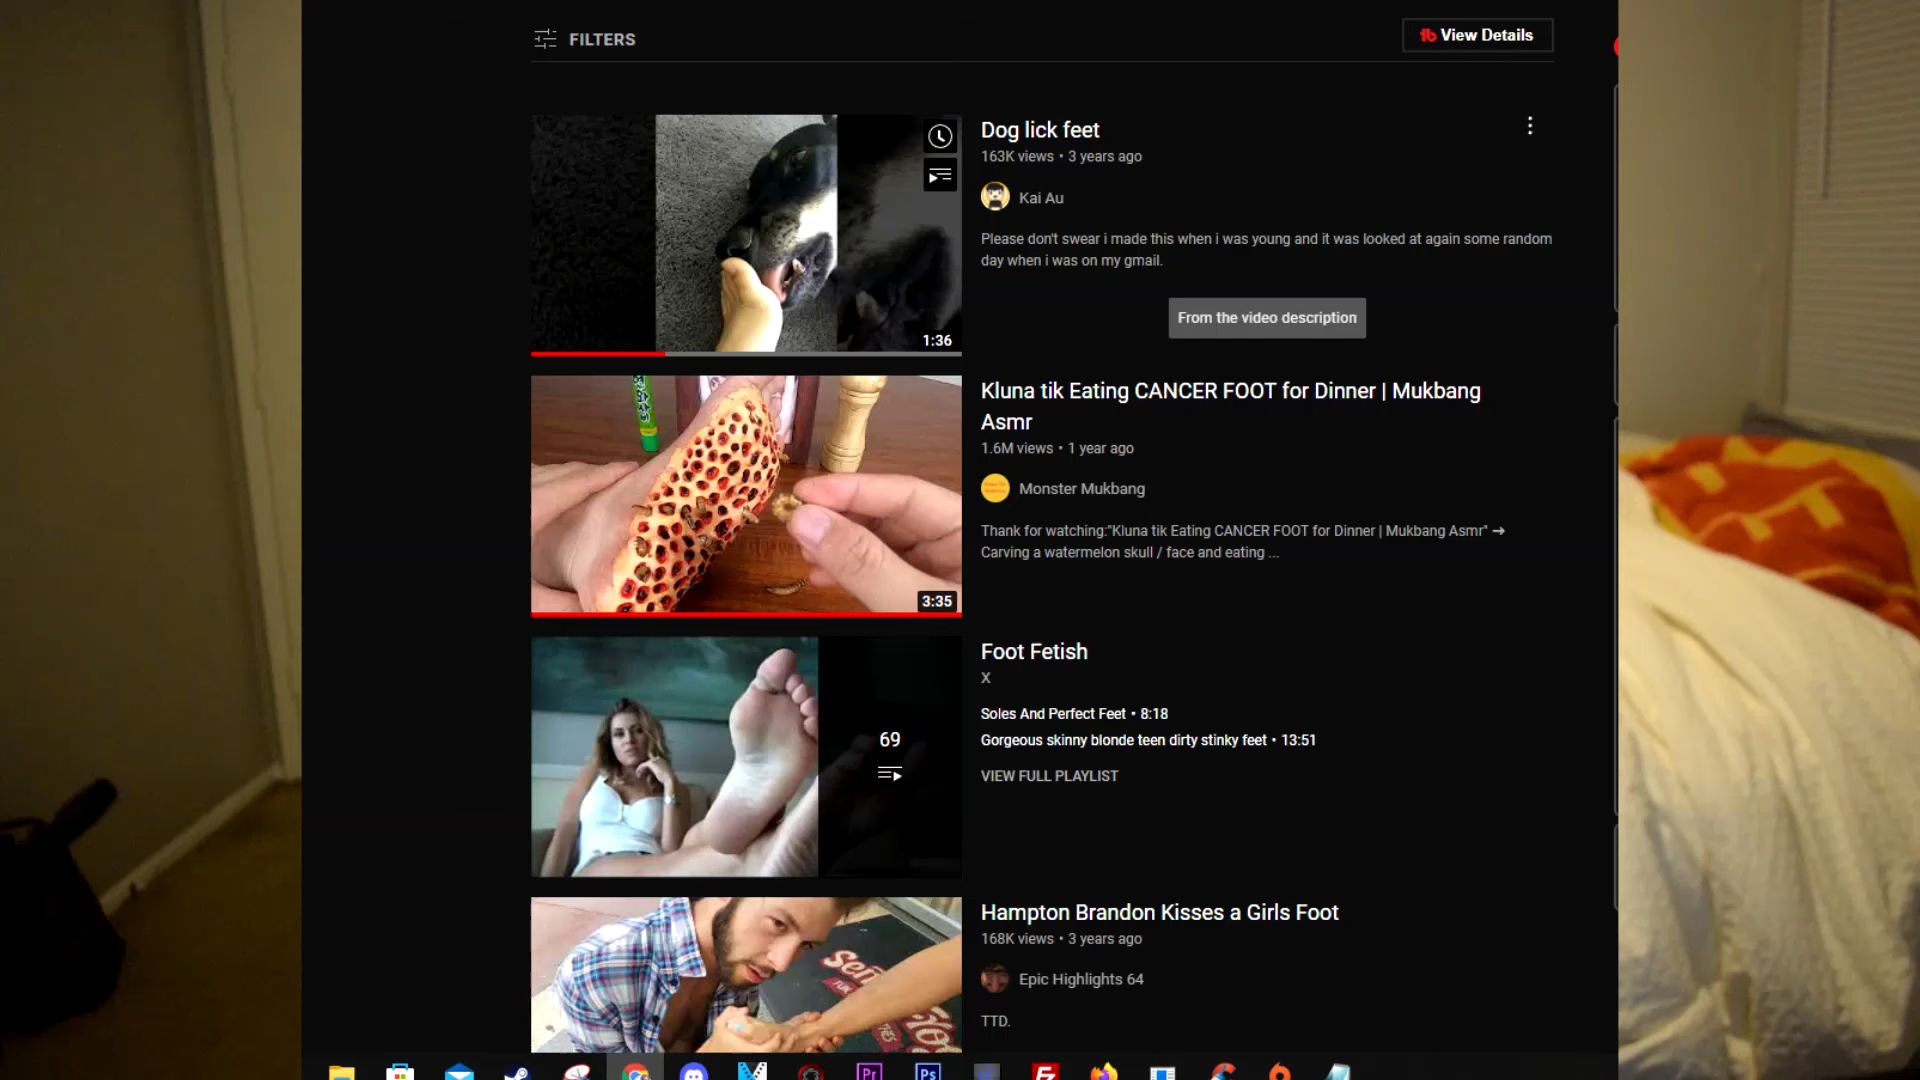 FILTERS
View Details
Dog lick feet
163K views • 3 years ago
Kai Au
Please don't swear i made this when i was young and it was looked at again some random
day when i was on my gmail.
From the video description
1:36
Kluna tik Eating CANCER FOOT for Dinner | Mukbang
Asmr
1.6M views • 1 year ago
Monster Mukbang
Thank for watching:"Kluna tik Eating CANCER FOOT for Dinner | Mukbang Asmr" →
Carving a watermelon skull / face and eating ...
3:35
Foot Fetish
X
Soles And Perfect Feet • 8:18
69
Gorgeous skinny blonde teen dirty stinky feet • 13:51
VIEW FULL PLAYLIST
Hampton Brandon Kisses a Girls Foot
168K views • 3 years ago
Epic Highlights 64
TTD.
Pr
Ps